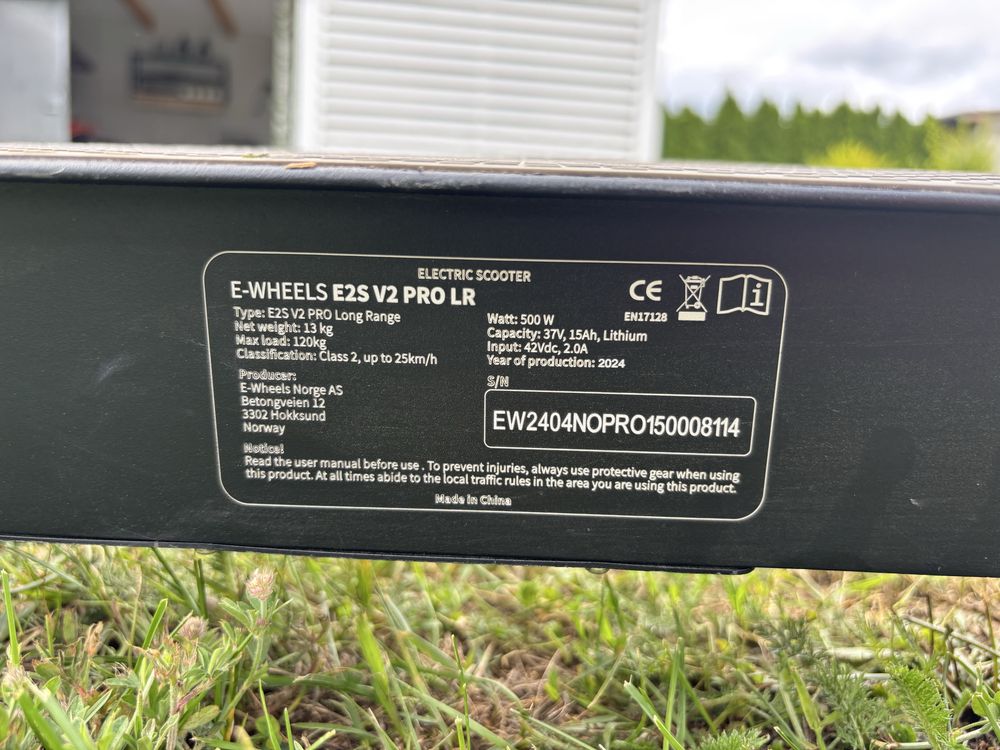 ELECTRIC SCOOTER
E-WHEELS E2S V2 PRO LR
Type: E2S V2 PRO Long Range
Net weight: 13 kg
Max load: 120kg
Classification: Class 2, up to 25km/h
Producer:
E-Wheels Norge AS
Betongveien 12
3302 Hokksund
Norway
CE
EN17128
Watt: 500 W
Capacity: 37V, 15Ah, Lithium
Input: 42Vdc, 2.0A
Year of production: 2024
S/N
EW2404NOPRO150008114
Notice!
Read the user manual before use . To prevent injuries, always use protective gear when using
this product. At all times abide to the local traffic rules in the area you are using this product.
Made in China